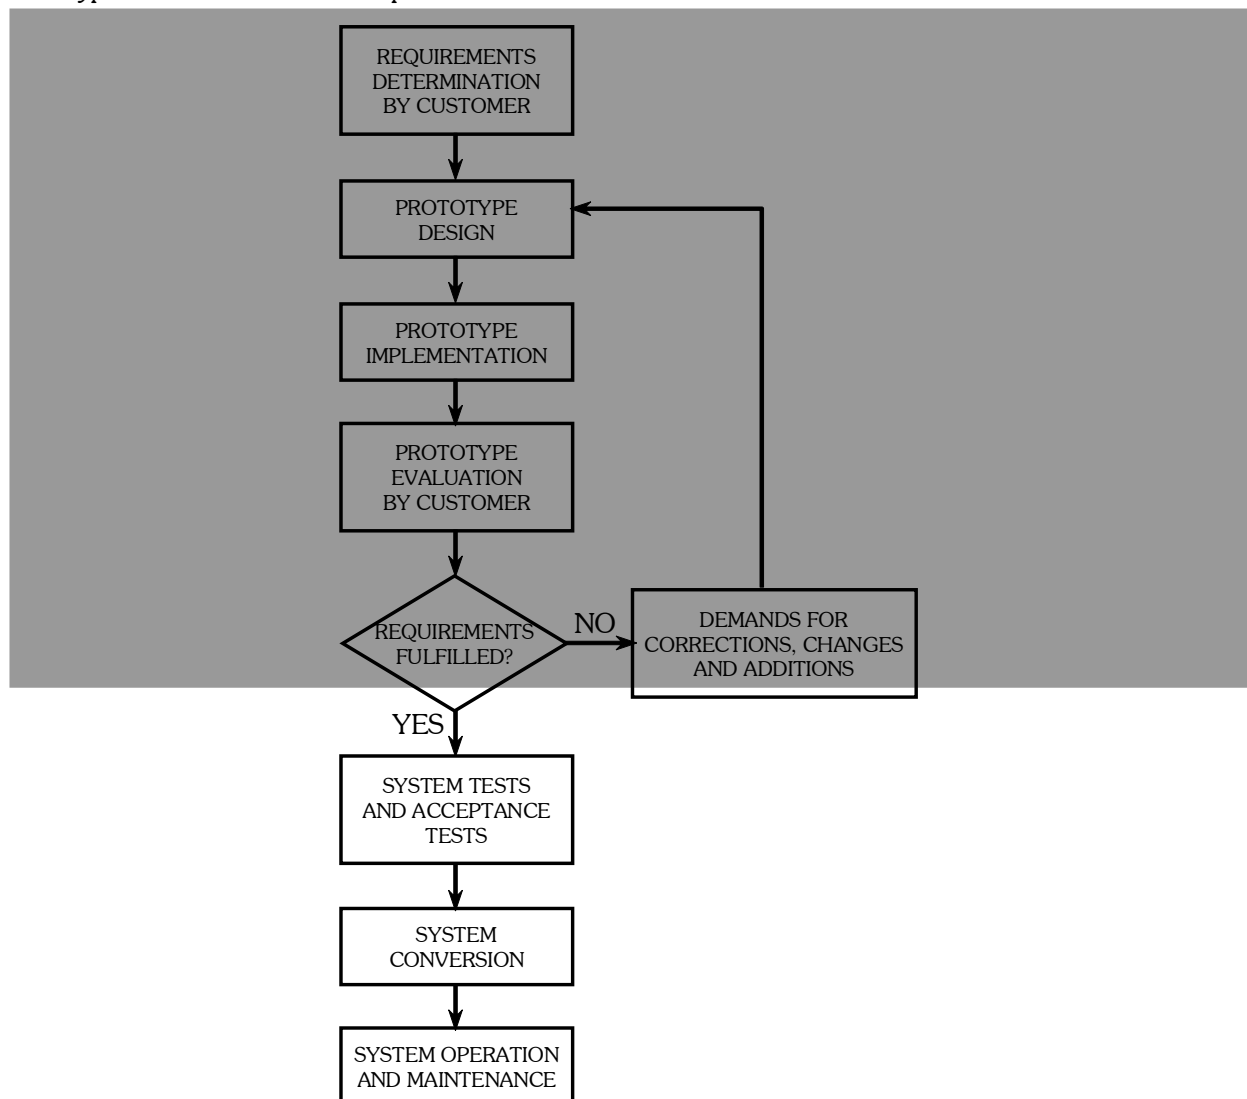 REQUIREMENTS
DETERMINATION
BY CUSTOMER
PROTOTYPE
DESIGN
PROTOTYPE
IMPLEMENTATION
PROTOTYPE
EVALUATION
BY CUSTOMER
REQUIREMENTS
FULFILLED?
NO
DEMANDS FOR
CORRECTIONS, CHANGES
AND ADDITIONS
YES
SYSTEM TESTS
AND ACCEPTANCE
TESTS
SYSTEM
CONVERSION
SYSTEM OPERATION
AND MAINTENANCE